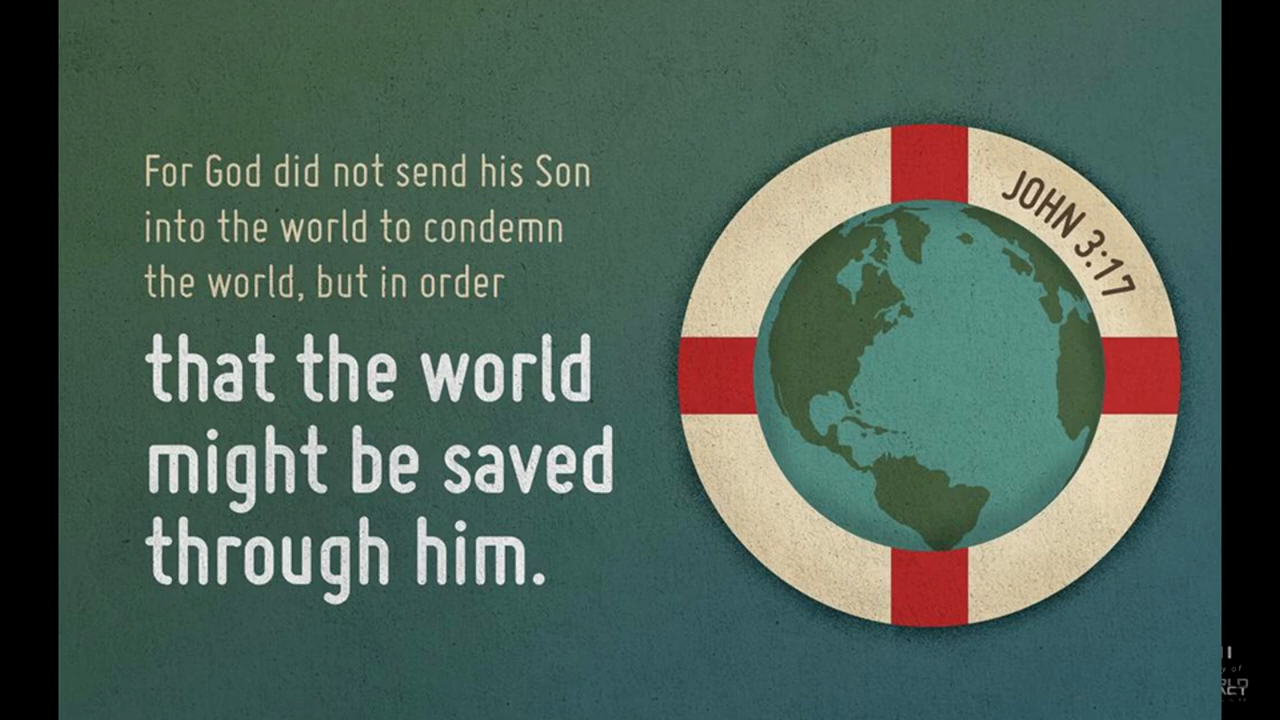 For God did not send his Son
into the world to condemn
the world, but in order
that the world
might be saved
through him.
JOHN 3:17